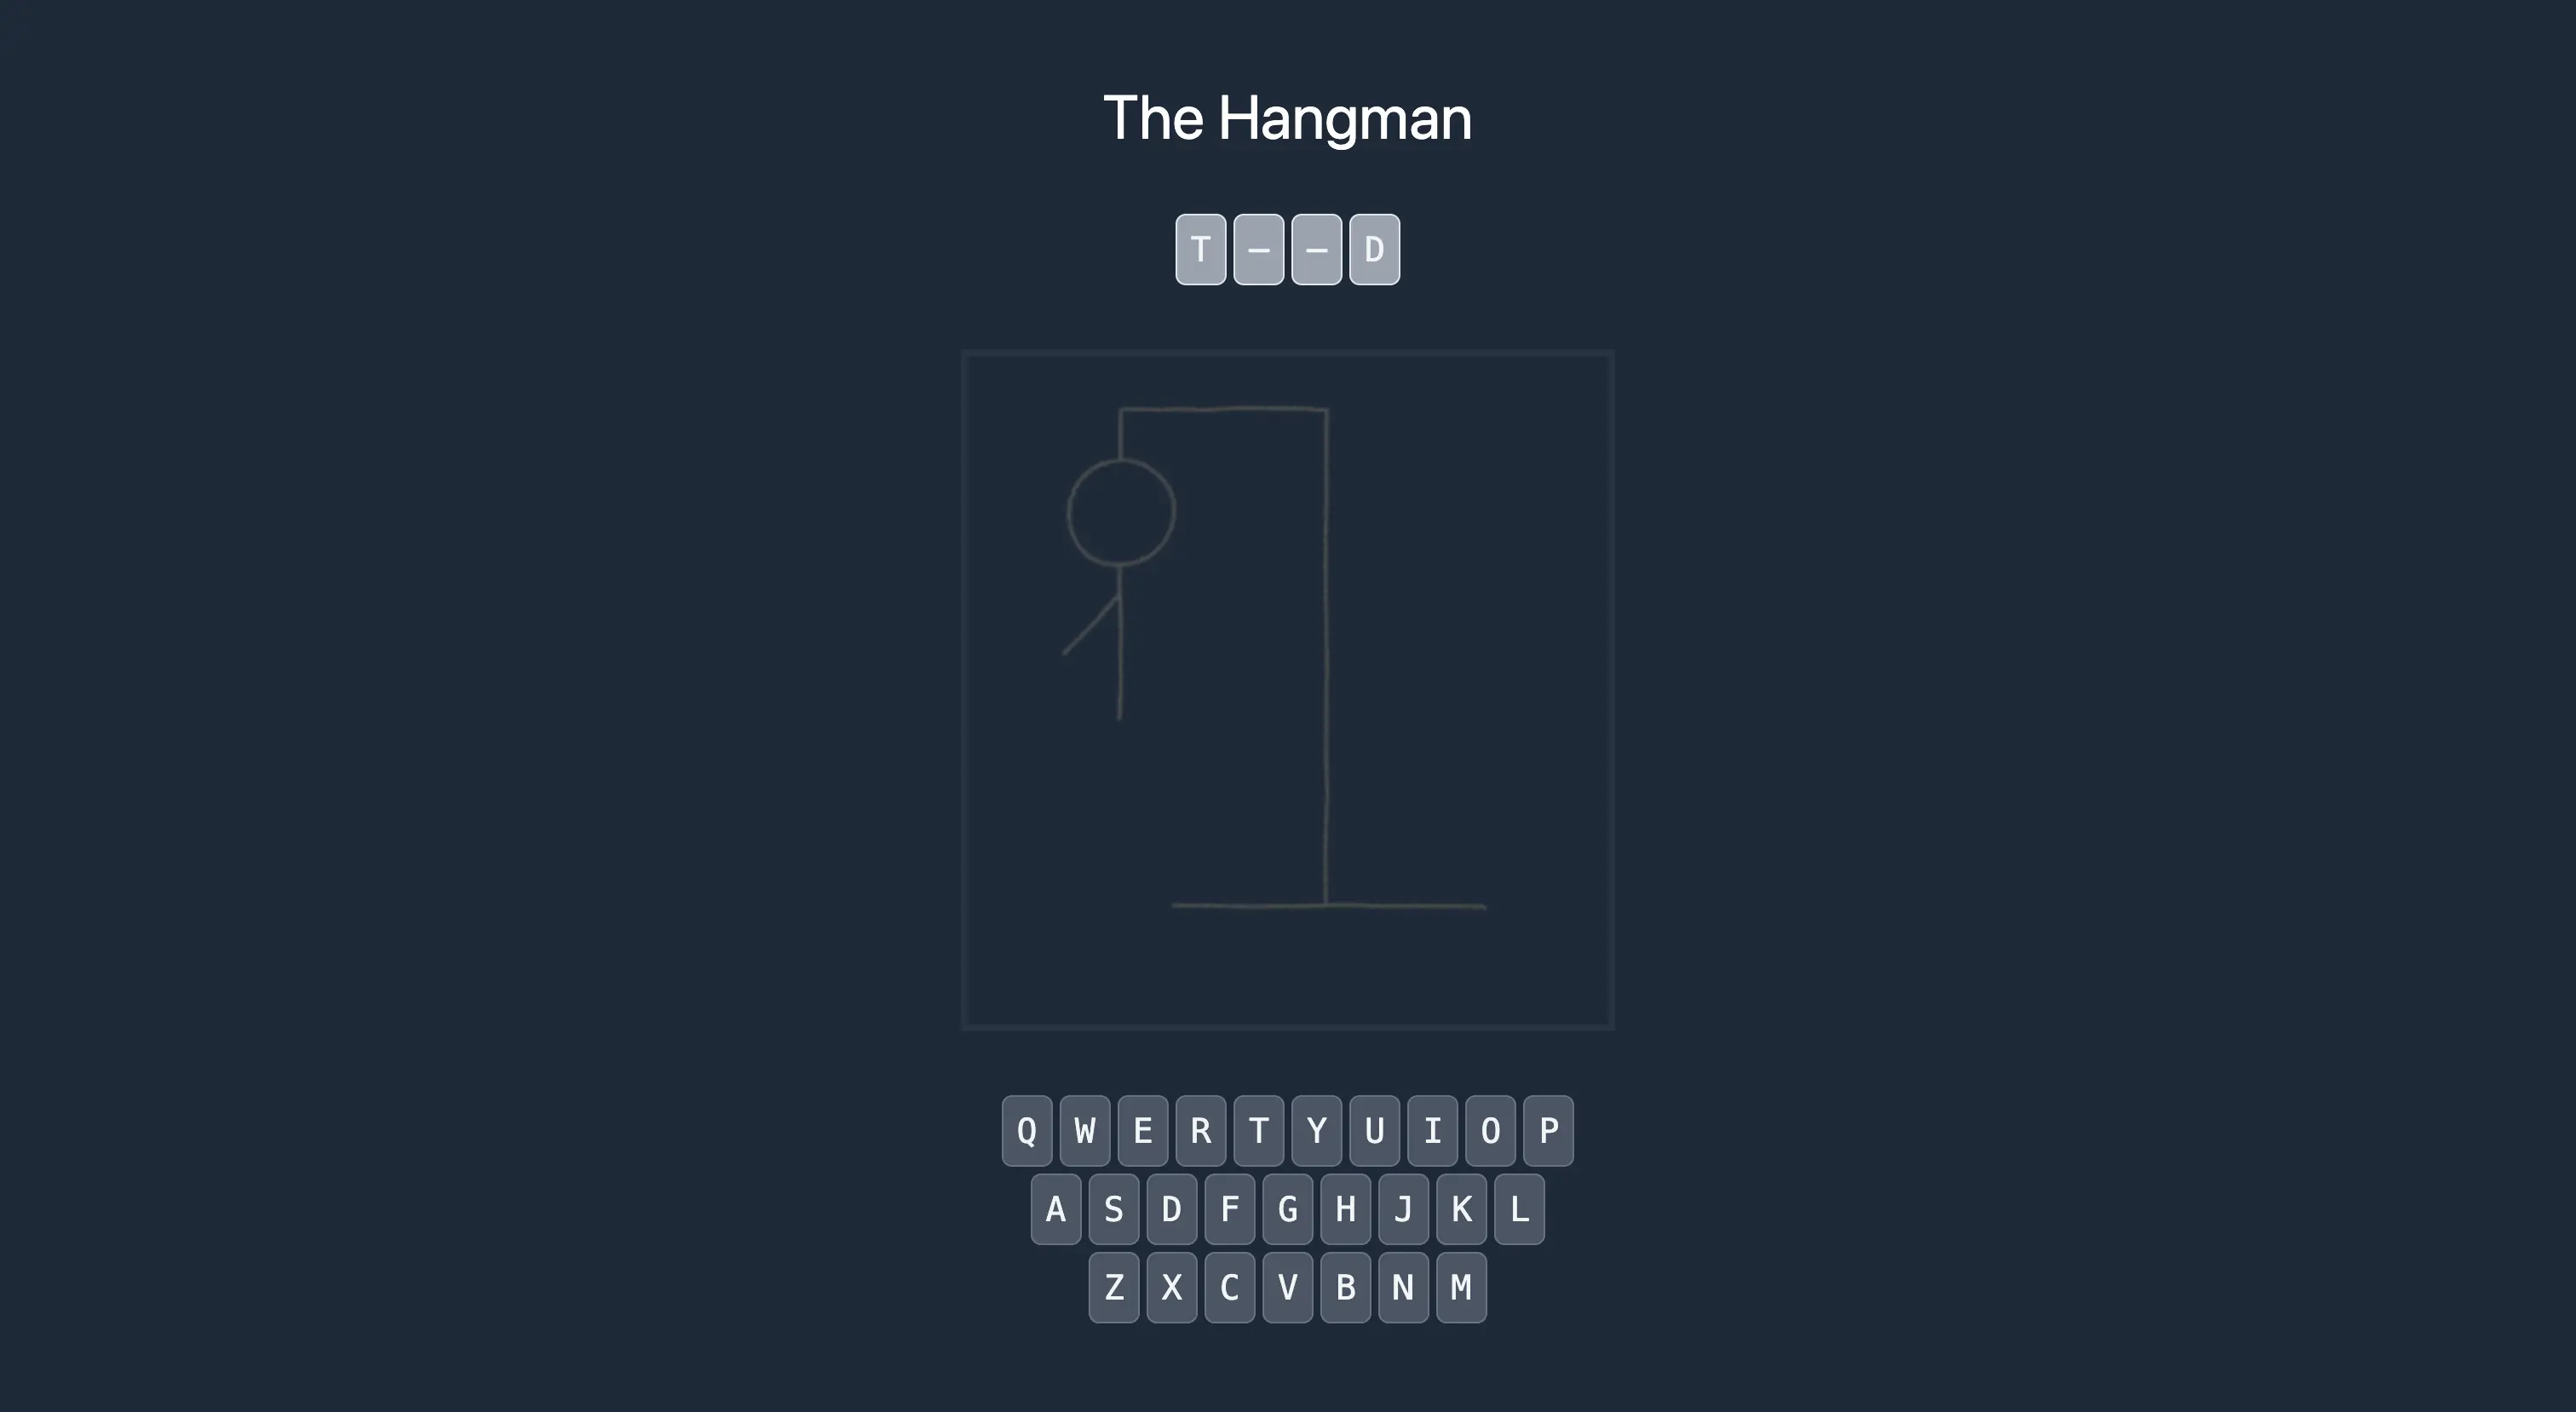 The Hangman
T – – D
Q W E R T Y U I O P
A S D F G H J K L
Z X C V B N M